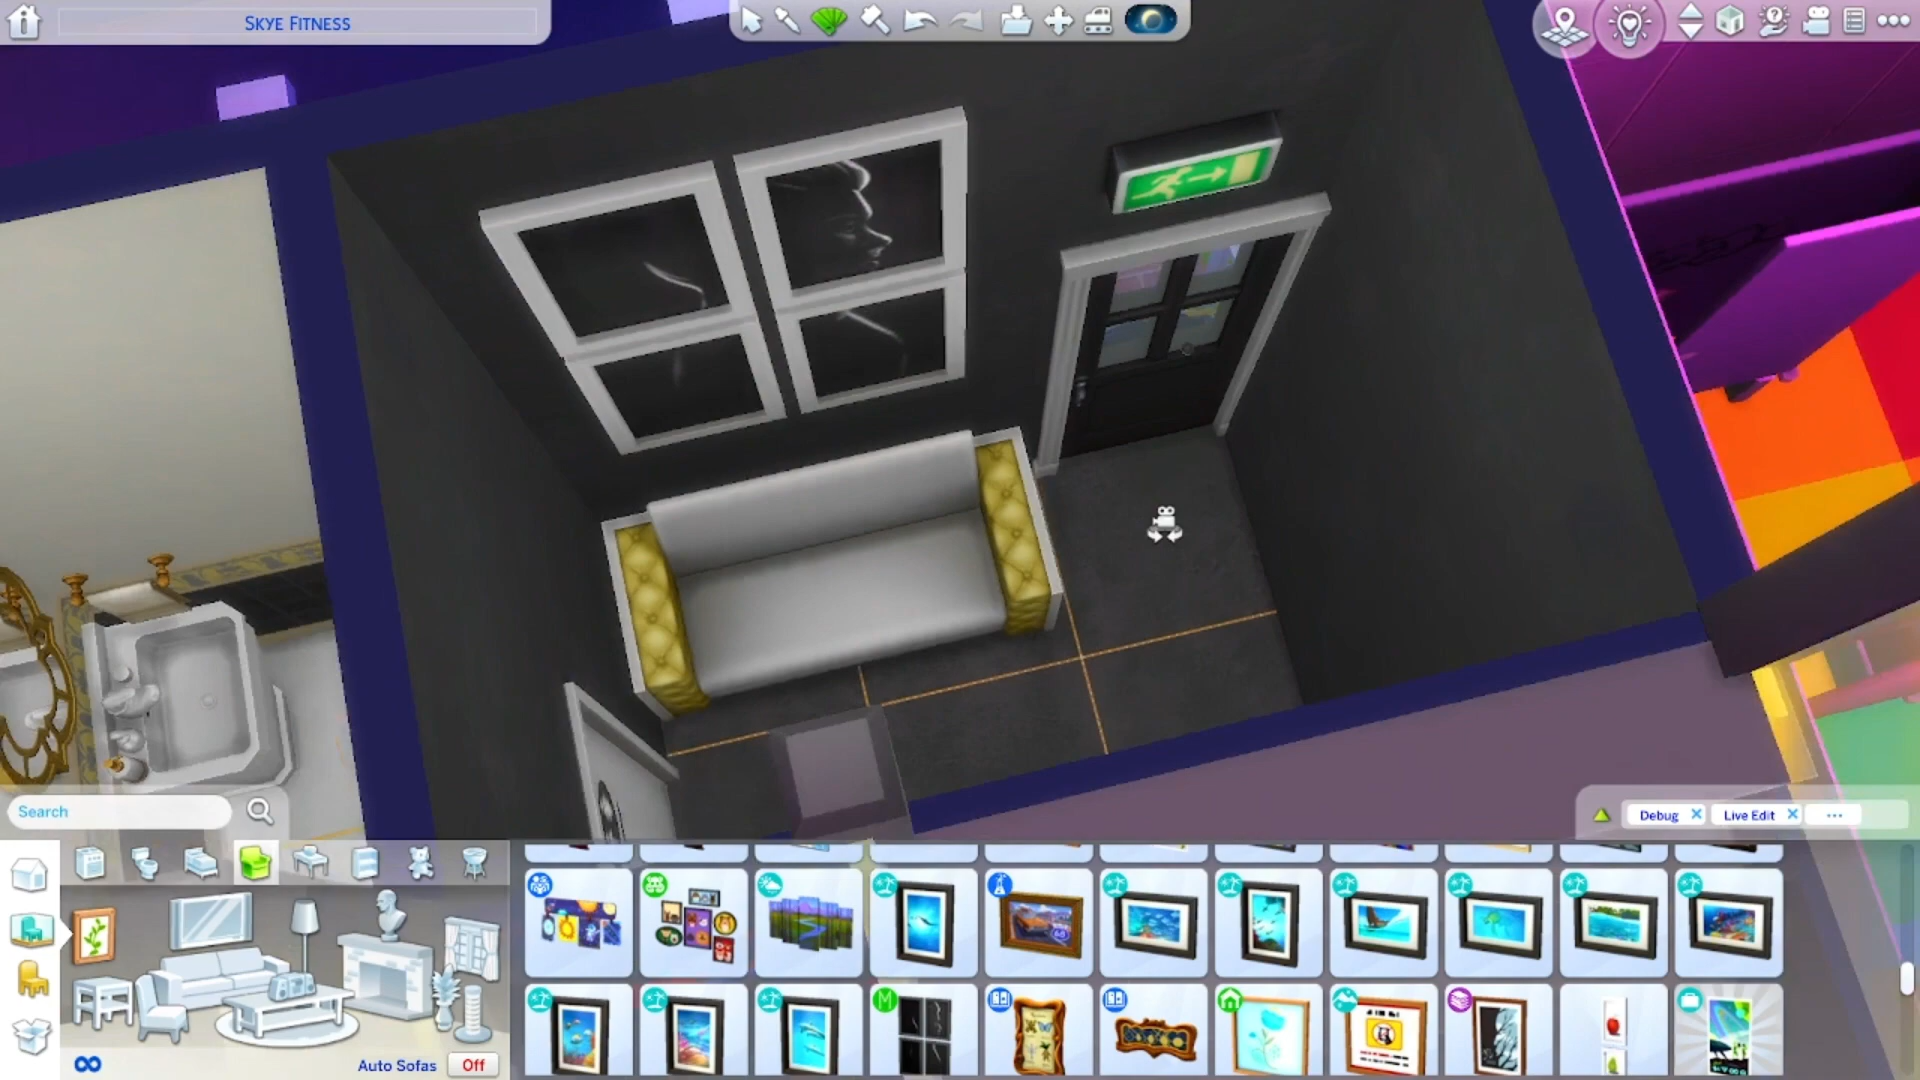 SKYE FITNESS
Search
Debug
Live Edit
...
Auto Sofas
Off